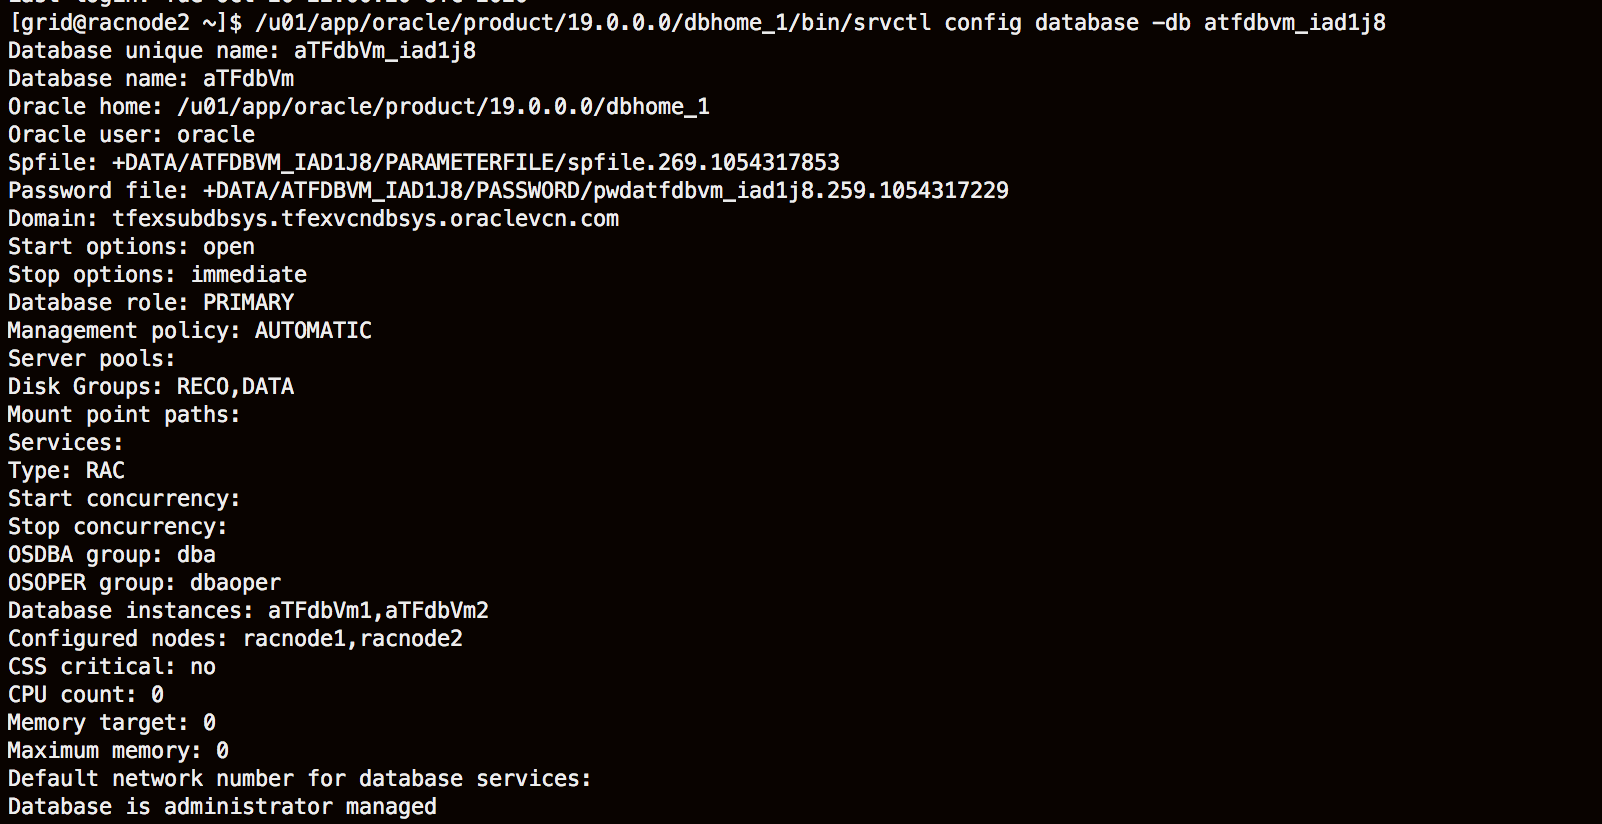 [grid@racnode2 ~]$ /u01/app/oracle/product/19.0.0.0/dbhome_1/bin/srvctl config database -db atfdbvm_iad1j8
Database unique name: aTFdbVm_iad1j8
Database name: aTFdbVm
Oracle home: /u01/app/oracle/product/19.0.0.0/dbhome_1
Oracle user: oracle
Spfile: +DATA/ATFDBVM_IAD1J8/PARAMETERFILE/spfile.269.1054317853
Password file: +DATA/ATFDBVM_IAD1J8/PASSWORD/pwdatfdbvm_iad1j8.259.1054317229
Domain: tfexsubdbsys.tfexvcndbsys.oraclevcn.com
Start options: open
Stop options: immediate
Database role: PRIMARY
Management policy: AUTOMATIC
Server pools:
Disk Groups: RECO,DATA
Mount point paths:
Services:
Type: RAC
Start concurrency:
Stop concurrency:
OSDBA group: dba
OSOPER group: dbaoper
Database instances: aTFdbVm1,aTFdbVm2
Configured nodes: racnode1,racnode2
CSS critical: no
CPU count: 0
Memory target: 0
Maximum memory: 0
Default network number for database services:
Database is administrator managed